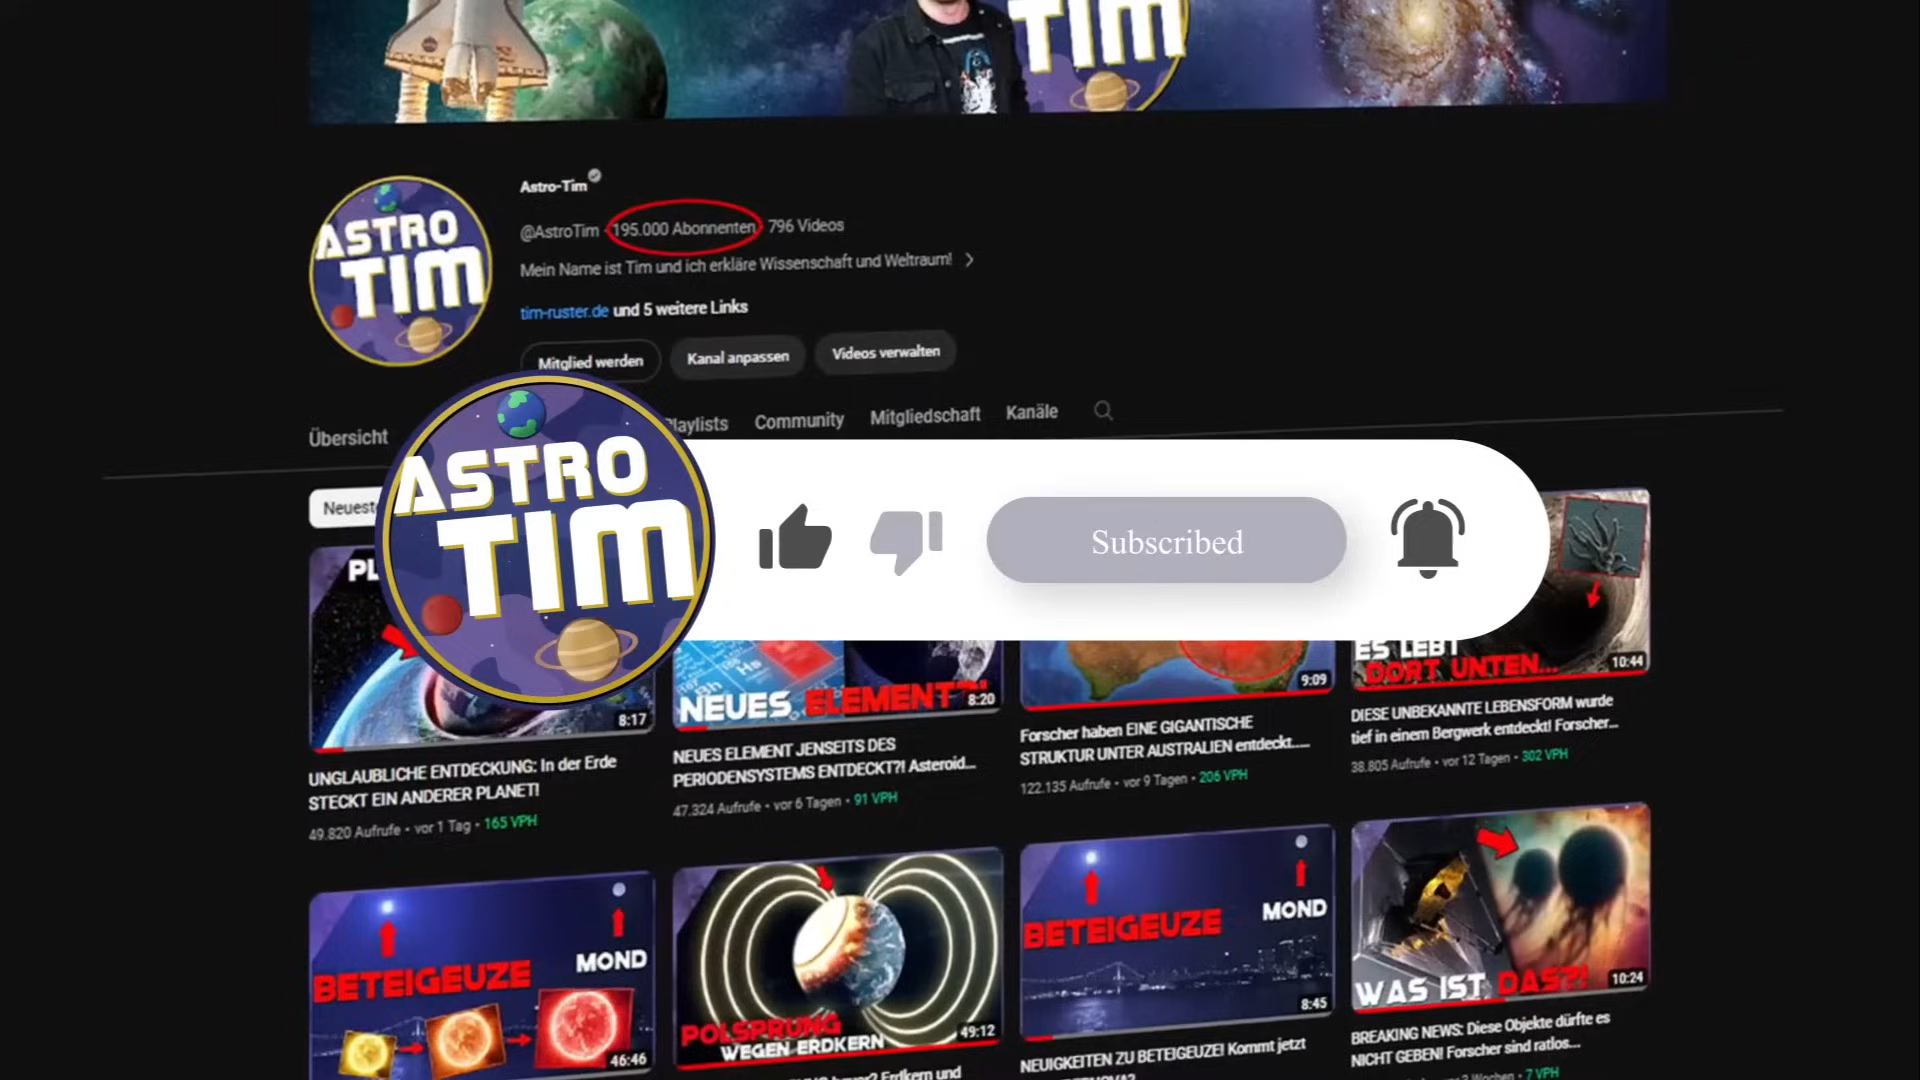 TIM
Astro-Tim
@AstroTim · 195.000 Abonnenten · 796 Videos
Mein Name ist Tim und ich erkläre Wissenschaft und Weltraum!
tim-ruster.de und 5 weitere Links
Mitglied werden Kanal anpassen Videos verwalten
ASTRO
TIM
Übersicht Playlists Community Mitgliedschaft Kanäle
ASTRO
TIM
Subscribed
8:17
NEUES ELEMENT?!
8:20
9:09
ES LEBT
DORT UNTEN...
10:44
UNGLAUBLICHE ENTDECKUNG: In der Erde
STECKT EIN ANDERER PLANET!
49.820 Aufrufe • vor 1 Tag • 165 VPH
NEUES ELEMENT JENSEITS DES
PERIODENSYSTEMS ENTDECKT?! Asteroid...
47.324 Aufrufe • vor 6 Tagen • 91 VPH
Forscher haben EINE GIGANTISCHE
STRUKTUR UNTER AUSTRALIEN entdeckt.....
122.135 Aufrufe • vor 9 Tagen • 206 VPH
DIESE UNBEKANNTE LEBENSFORM wurde
tief in einem Bergwerk entdeckt! Forscher...
38.805 Aufrufe • vor 12 Tagen • 302 VPH
BETEIGEUZE
MOND
46:46
POLSPRUNG
WEGEN ERDKERN
49:12
BETEIGEUZE
MOND
8:45
WAS IST DAS?!
10:24
Erdkern und
NEUIGKEITEN ZU BETEIGEUZE! Kommt jetzt
BREAKING NEWS: Diese Objekte dürfte es
NICHT GEBEN! Forscher sind ratlos...
7 VPH